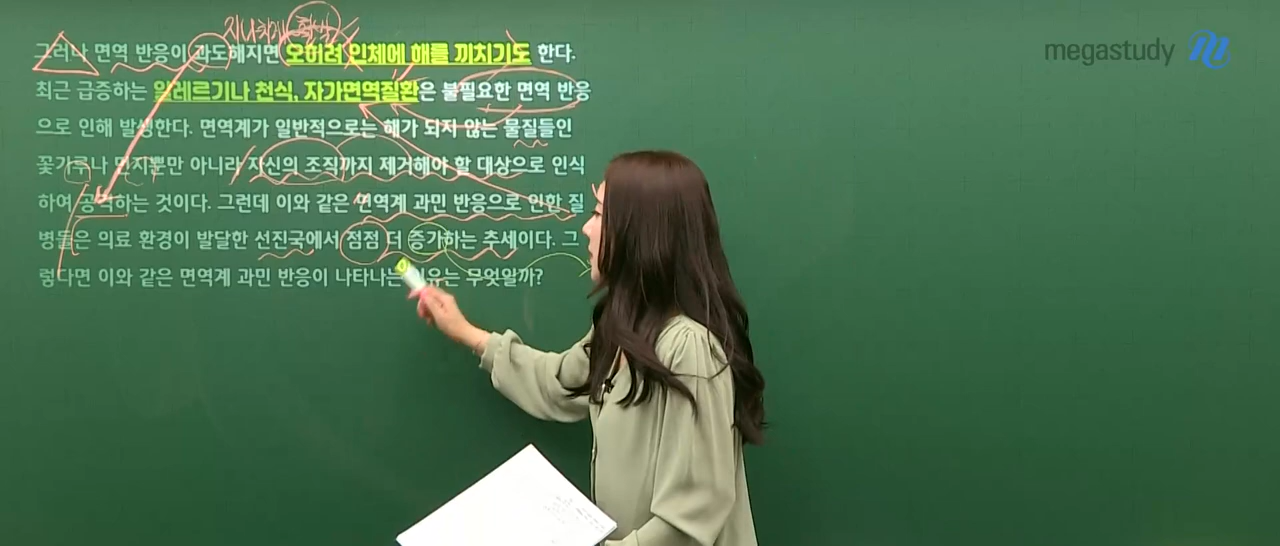 지나치게 활성
그러나 면역 반응이 과도해지면 오히려 인체에 해를 끼치기도 한다.
최근 급증하는 알레르기나 천식, 자가면역질환은 불필요한 면역 반응
으로 인해 발생한다. 면역계가 일반적으로는 해가 되지 않는 물질들인
꽃가루나 먼지뿐만 아니라 자신의 조직까지 제거해야 할 대상으로 인식
하여 공격하는 것이다. 그런데 이와 같은 면역계 과민 반응으로 인한 질
병들은 의료 환경이 발달한 선진국에서 점점 더 증가하는 추세이다. 그
렇다면 이와 같은 면역계 과민 반응이 나타나는 이유는 무엇일까?
megastudy